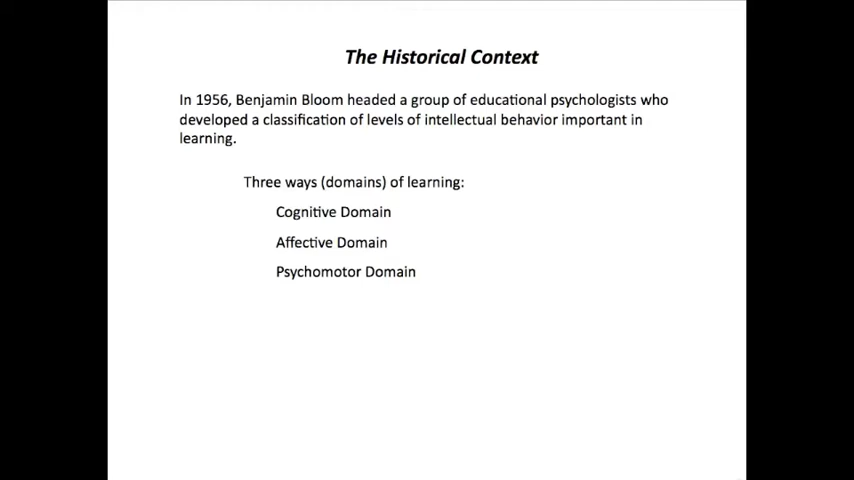 The Historical Context
In 1956, Benjamin Bloom headed a group of educational psychologists who
developed a classification of levels of intellectual behavior important in
learning.
Three ways (domains) of learning:
Cognitive Domain
Affective Domain
Psychomotor Domain